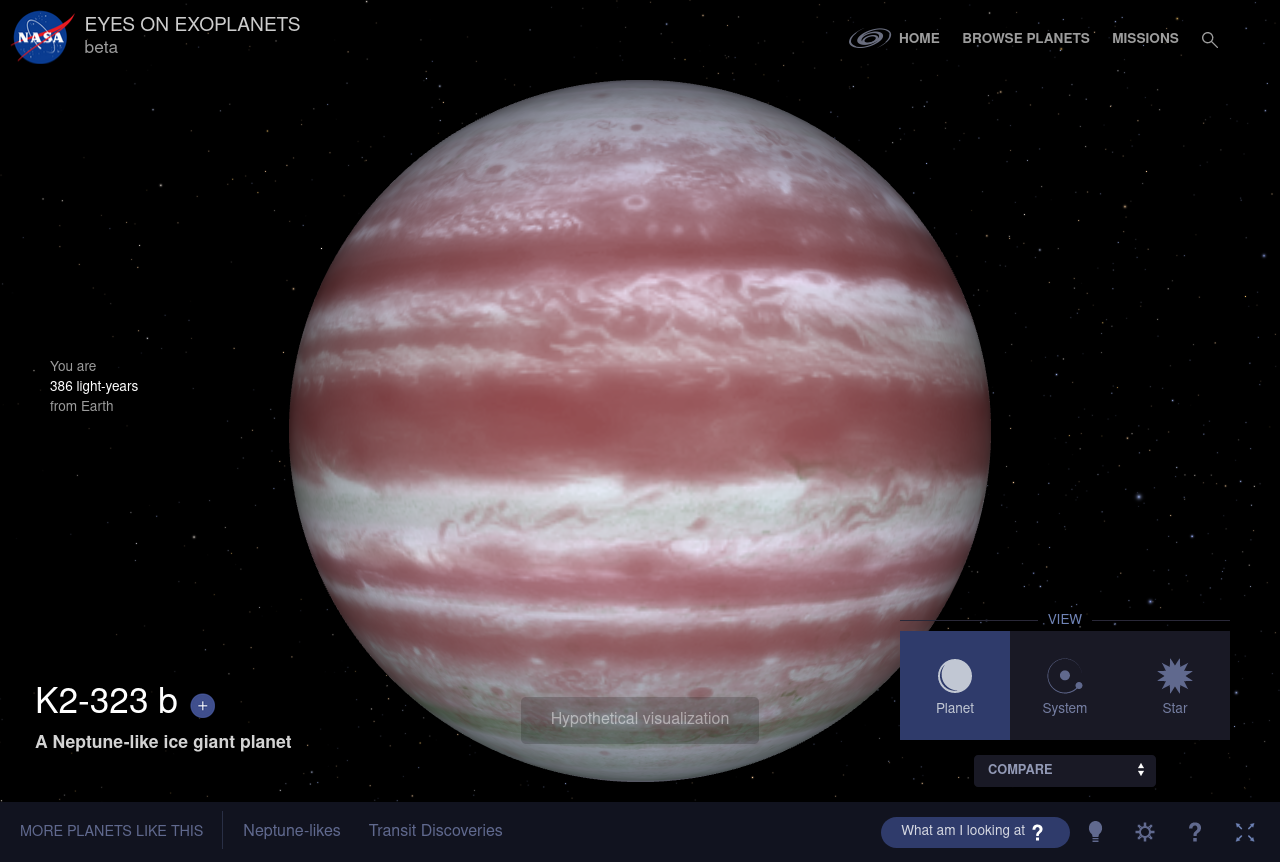 NASA
EYES ON EXOPLANETS
beta
HOME
BROWSE PLANETS
MISSIONS
You are
386 light-years
from Earth
VIEW
Planet
System
Star
COMPARE
K2-323 b +
A Neptune-like ice giant planet
Hypothetical visualization
MORE PLANETS LIKE THIS
Neptune-likes
Transit Discoveries
What am I looking at ?
?